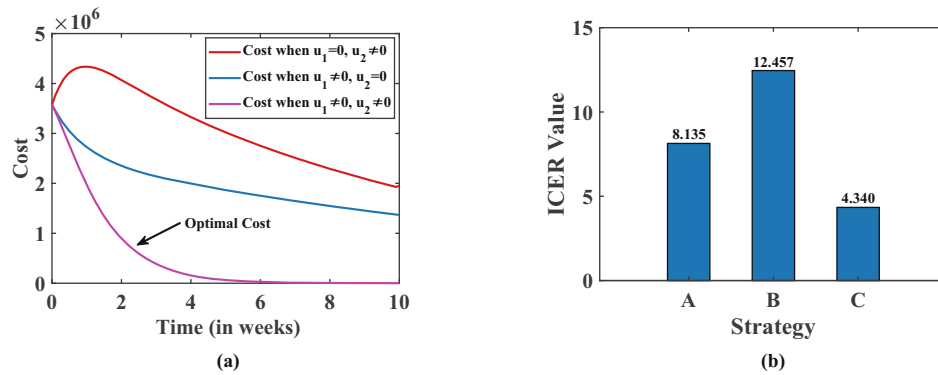 ×10⁶
5
4
3
2
1
0
Cost
0 2 4 6 8 10
Time (in weeks)
Cost when u₁=0, u₂≠0
Cost when u₁≠0, u₂=0
Cost when u₁≠0, u₂≠0
Optimal Cost
(a)
15
10
5
0
ICER Value
8.135
12.457
4.340
A B C
Strategy
(b)